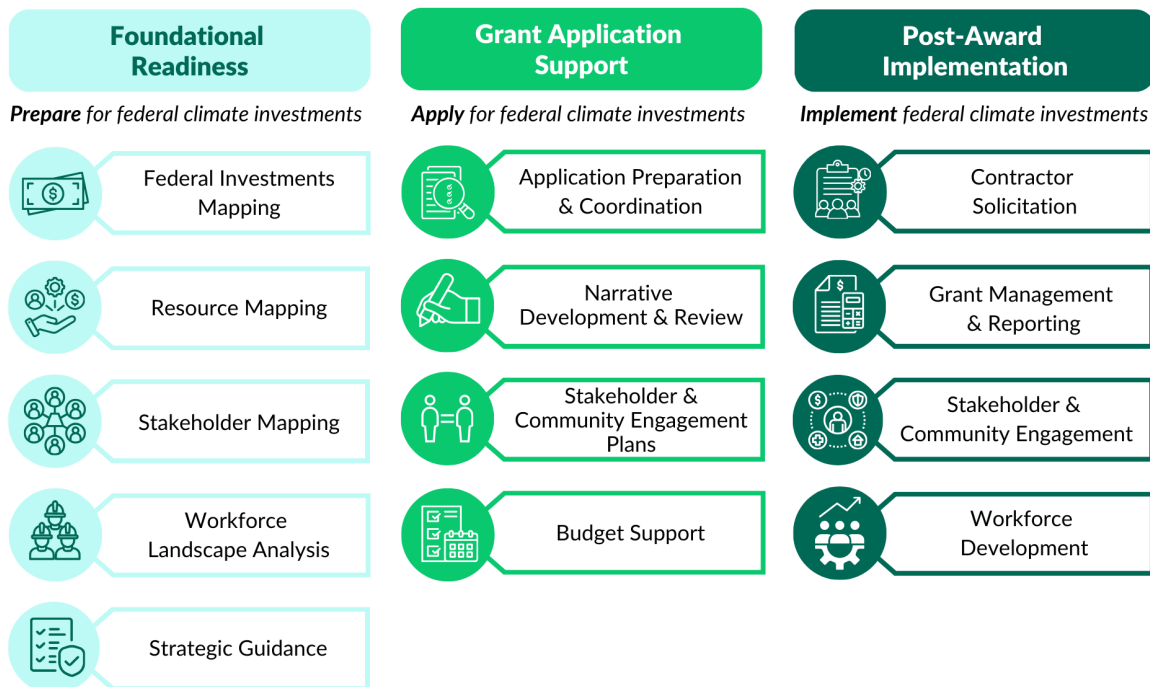 Foundational
Readiness
Prepare for federal climate investments
Federal Investments
Mapping
Resource Mapping
Stakeholder Mapping
Workforce
Landscape Analysis
Strategic Guidance
Grant Application
Support
Apply for federal climate investments
Application Preparation
& Coordination
Narrative
Development & Review
Stakeholder &
Community Engagement
Plans
Budget Support
Post-Award
Implementation
Implement federal climate investments
Contractor
Solicitation
Grant Management
& Reporting
Stakeholder &
Community Engagement
Workforce
Development